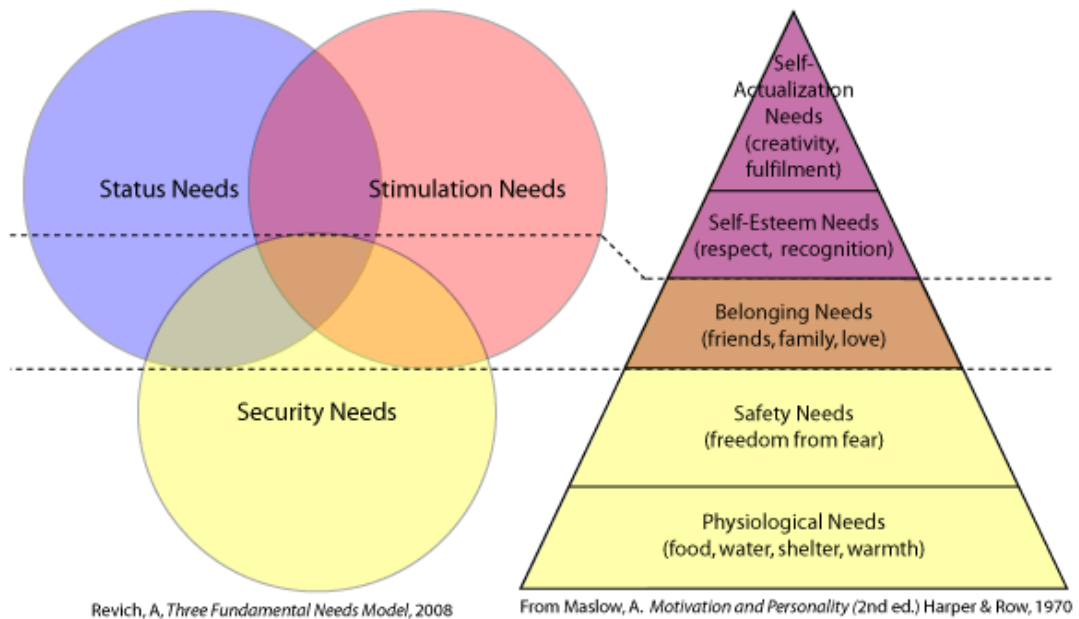 Status Needs
Stimulation Needs
Security Needs
Revich, A, Three Fundamental Needs Model, 2008
Self-
Actualization
Needs
(creativity,
fulfilment)
Self-Esteem Needs
(respect, recognition)
Belonging Needs
(friends, family, love)
Safety Needs
(freedom from fear)
Physiological Needs
(food, water, shelter, warmth)
From Maslow, A. Motivation and Personality (2nd ed.) Harper & Row, 1970